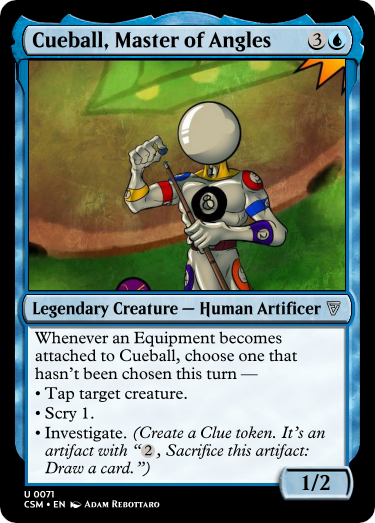 Cueball, Master of Angles 3
8
Legendary Creature — Human Artificer
Whenever an Equipment becomes
attached to Cueball, choose one that
hasn't been chosen this turn —
• Tap target creature.
• Scry 1.
• Investigate. (Create a Clue token. It's an
artifact with "2, Sacrifice this artifact:
Draw a card.")
1/2
U 0071
CSM • EN Adam Rebottaro